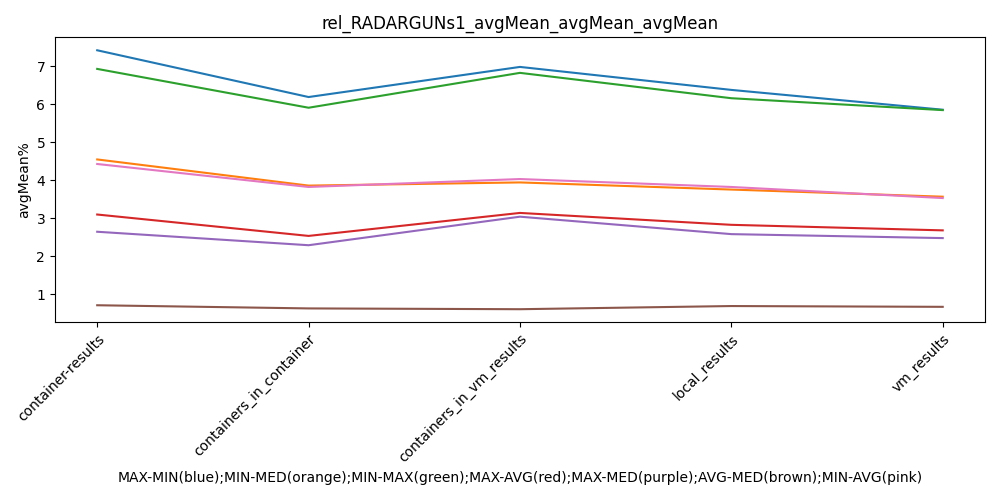 rel_RADARGUNs1_avgMean_avgMean_avgMean
avgMean%
7
6
5
4
3
2
1
container-results
containers_in_container
containers_in_vm_results
local_results
vm_results
MAX-MIN(blue);MIN-MED(orange);MIN-MAX(green);MAX-AVG(red);MAX-MED(purple);AVG-MED(brown);MIN-AVG(pink)